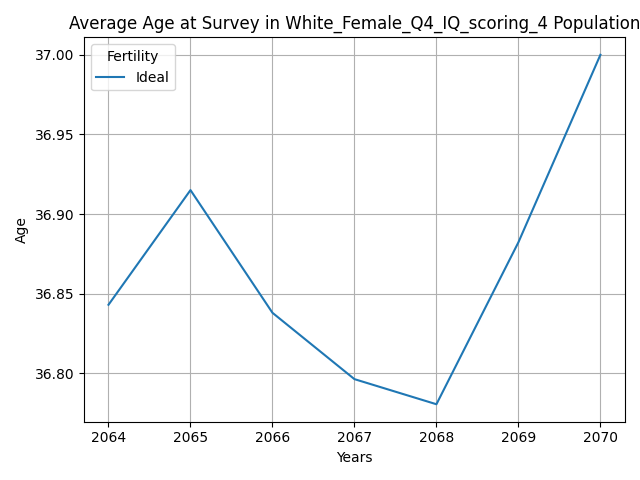 Average Age at Survey in White_Female_Q4_IQ_scoring_4 Population
Fertility
Ideal
37.00
36.95
36.90
36.85
36.80
Age
2064 2065 2066 2067 2068 2069 2070
Years